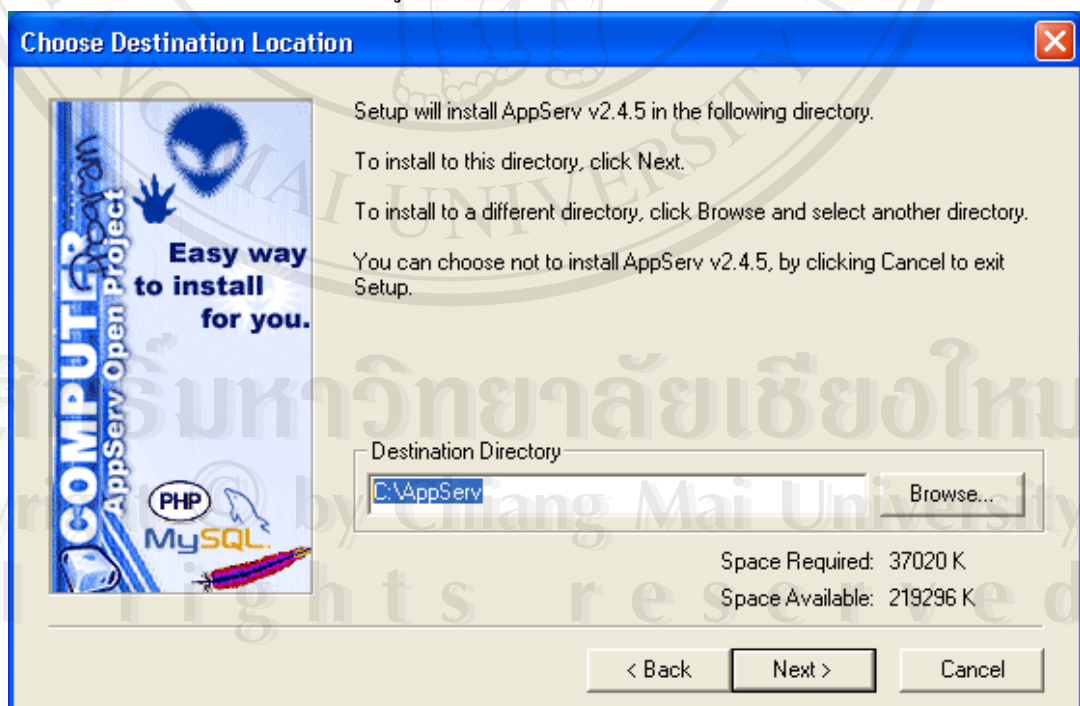 Choose Destination Location
Setup will install AppServ v2.4.5 in the following directory.
To install to this directory, click Next.
To install to a different directory, click Browse and select another directory.
You can choose not to install AppServ v2.4.5, by clicking Cancel to exit
Setup.
COMPUTER
AppServ Open Project
Easy way
to install
for you.
PHP
MySQL
Destination Directory
C:\AppServ
Browse...
Space Required: 37020 K
Space Available: 219296 K
< Back
Next >
Cancel
MAI UNIVERSITY
สิทธิ์มหาวิทยาลัยเชียงใหม
by Chiang Mai University
rights reserved